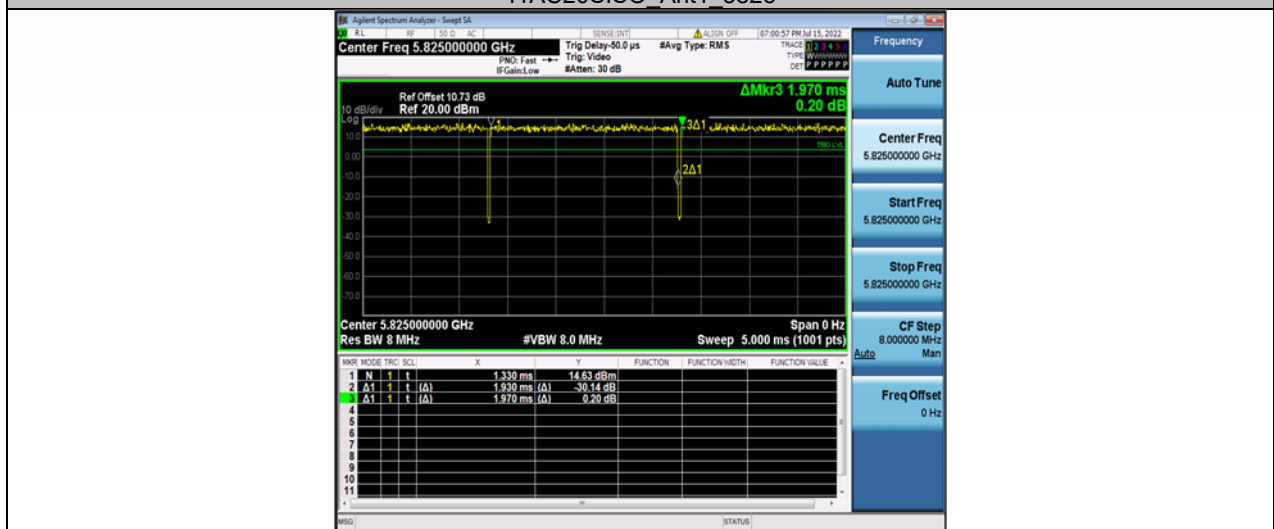 Agilent Spectrum Analyzer - Swept SA
RL RF 50 Ω AC SENSE:INT ALIGN OFF 07:00:57 PM Jul 15, 2022
Center Freq 5.825000000 GHz Trig Delay-50.0 µs #Avg Type: RMS TRACE 1 2 3 4 5 6
PNO: Fast Trig: Video TYPE WWWWWW
IFGain:Low #Atten: 30 dB DET P P P P P P
ΔMkr3 1.970 ms
0.20 dB
Ref Offset 10.73 dB
10 dB/div Ref 20.00 dBm
Log
10.0
0.00
-10.0
-20.0
-30.0
-40.0
-50.0
-60.0
-70.0
1
3Δ1
TRIG LVL
2Δ1
Center 5.825000000 GHz Span 0 Hz
Res BW 8 MHz #VBW 8.0 MHz Sweep 5.000 ms (1001 pts)
MKR MODE TRC SCL X Y FUNCTION FUNCTION WIDTH FUNCTION VALUE
1 N 1 t 1.330 ms 14.63 dBm
2 Δ1 1 t (Δ) 1.930 ms (Δ) -30.14 dB
3 Δ1 1 t (Δ) 1.970 ms (Δ) 0.20 dB
4
5
6
7
8
9
10
11
MSG STATUS
Frequency
Auto Tune
Center Freq
5.825000000 GHz
Start Freq
5.825000000 GHz
Stop Freq
5.825000000 GHz
CF Step
8.000000 MHz
Auto Man
Freq Offset
0 Hz